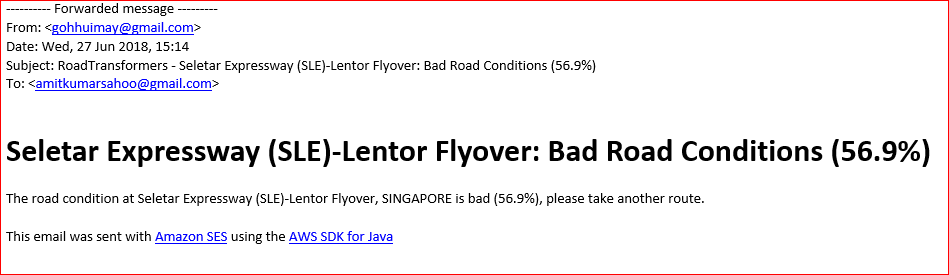 ---------- Forwarded message ---------
From: <gohhuimay@gmail.com>
Date: Wed, 27 Jun 2018, 15:14
Subject: RoadTransformers - Seletar Expressway (SLE)-Lentor Flyover: Bad Road Conditions (56.9%)
To: <amitkumarsahoo@gmail.com>
Seletar Expressway (SLE)-Lentor Flyover: Bad Road Conditions (56.9%)
The road condition at Seletar Expressway (SLE)-Lentor Flyover, SINGAPORE is bad (56.9%), please take another route.
This email was sent with Amazon SES using the AWS SDK for Java